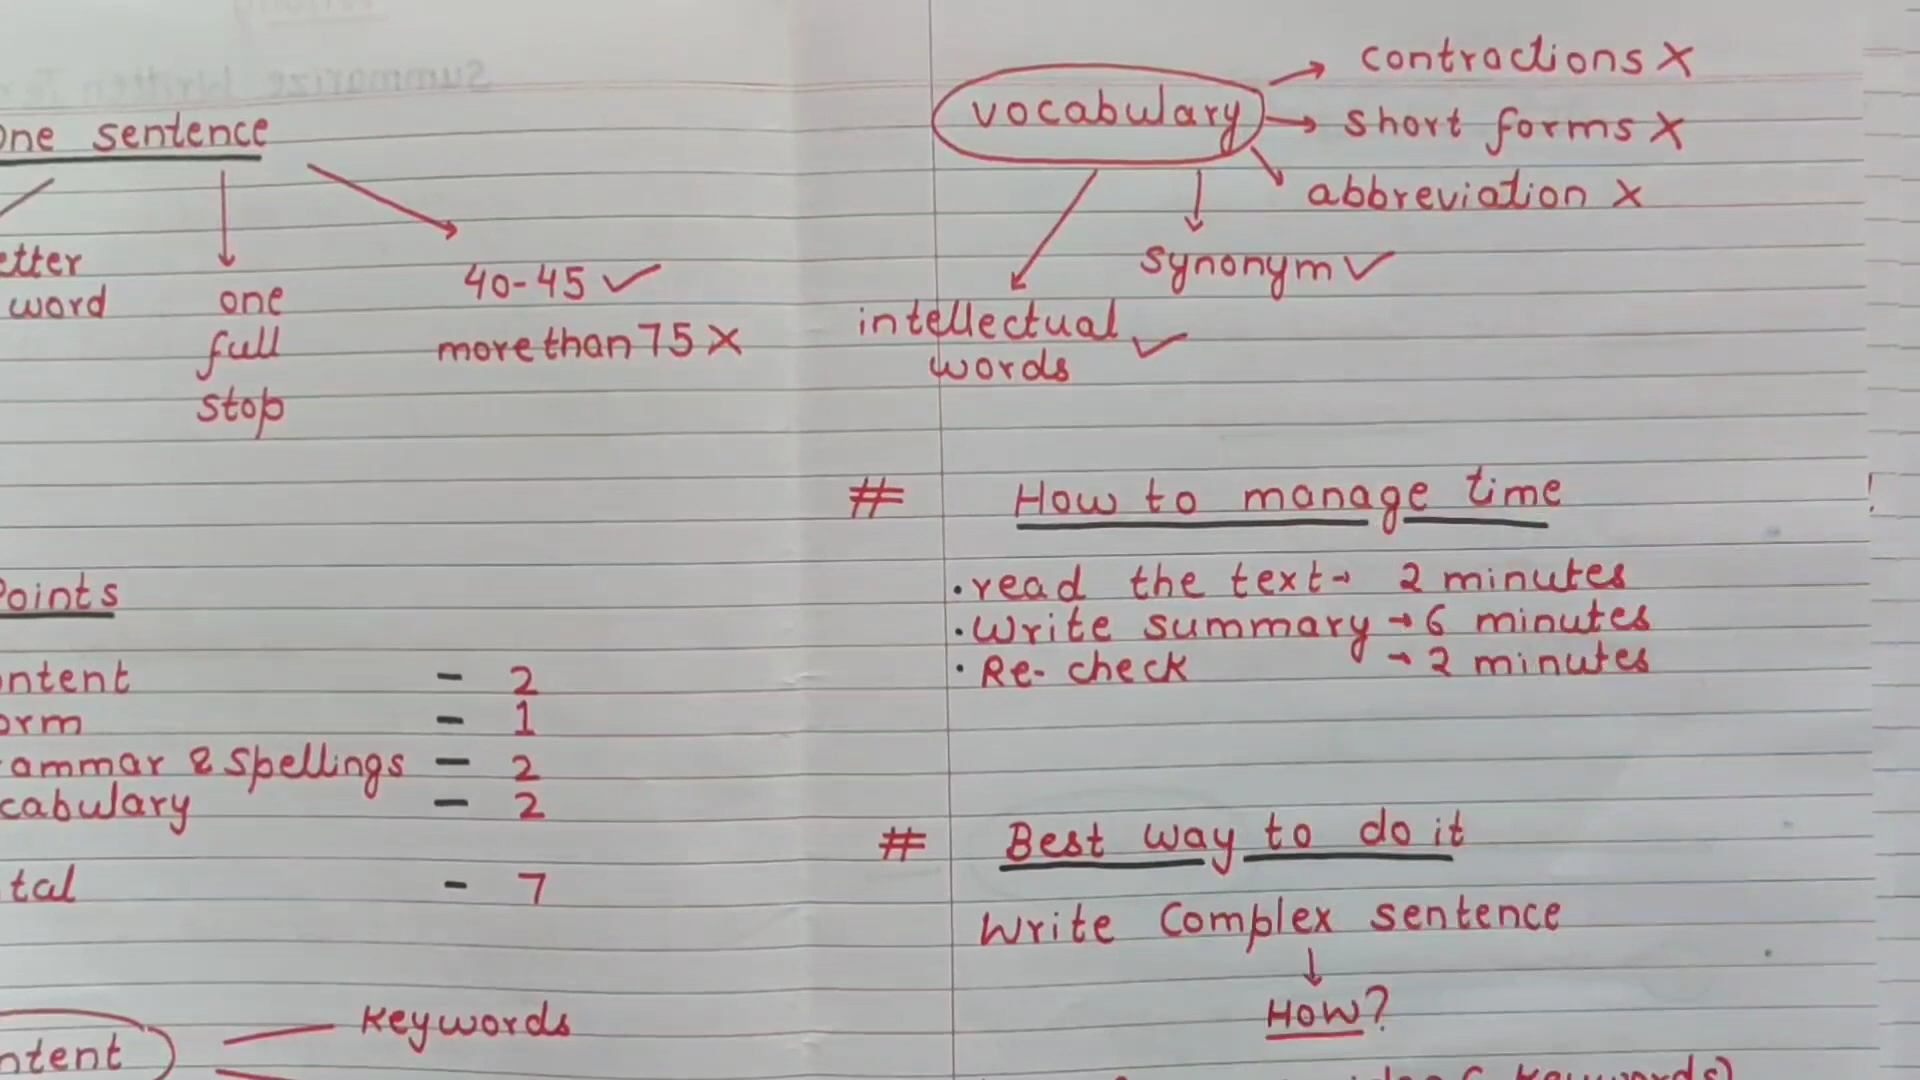 one sentence
etter
word
one
full
stop
40-45 ✓
more than 75 X
Points
ntent - 2
orm - 1
ammar & Spellings - 2
cabulary - 2
tal - 7
ntent
Keywords
vocabulary
contractions X
short forms X
abbreviation X
synonym ✓
intellectual
words ✓
# How to manage time
• read the text → 2 minutes
• Write summary → 6 minutes
• Re-check → 2 minutes
# Best way to do it
Write Complex sentence
↓
How?
Keywords)